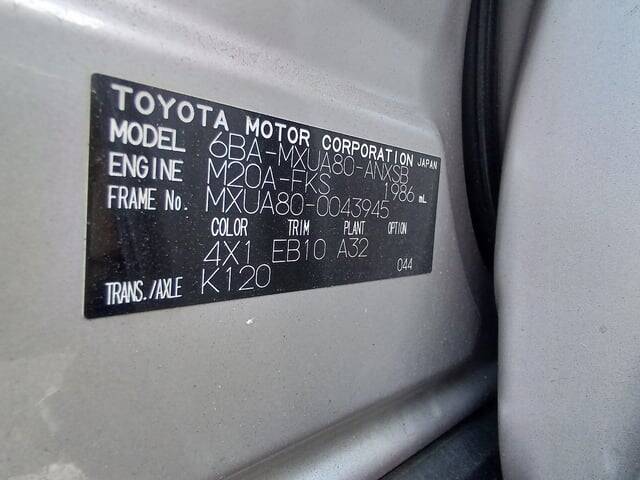 TOYOTA MOTOR CORPORATION JAPAN
MODEL 6BA-MXUA80-ANXSB
ENGINE M20A-FKS 1986 mL
FRAME No. MXUA80-0043945
COLOR TRIM PLANT OPTION
4X1 EB10 A32
TRANS./AXLE K120 044